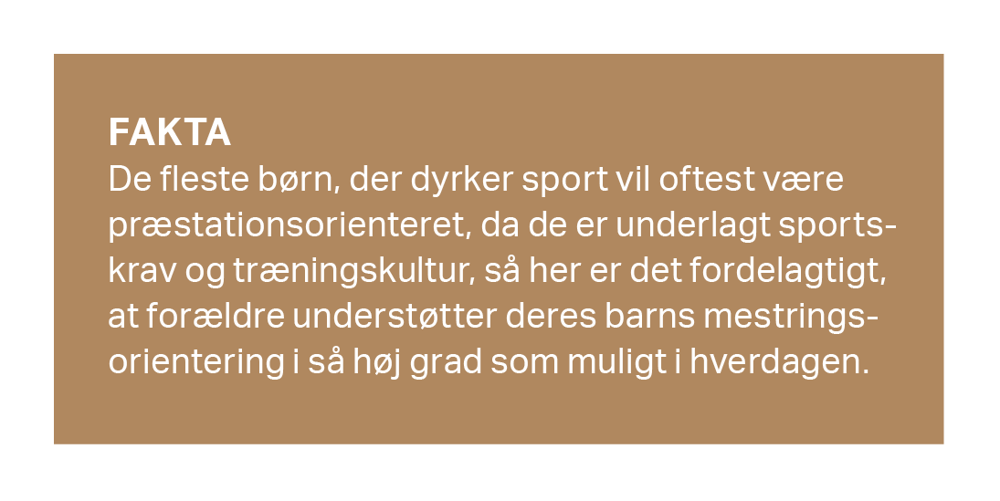 FAKTA
De fleste børn, der dyrker sport vil oftest være
præstationsorienteret, da de er underlagt sports-
krav og træningskultur, så her er det fordelagtigt,
at forældre understøtter deres barns mestrings-
orientering i så høj grad som muligt i hverdagen.